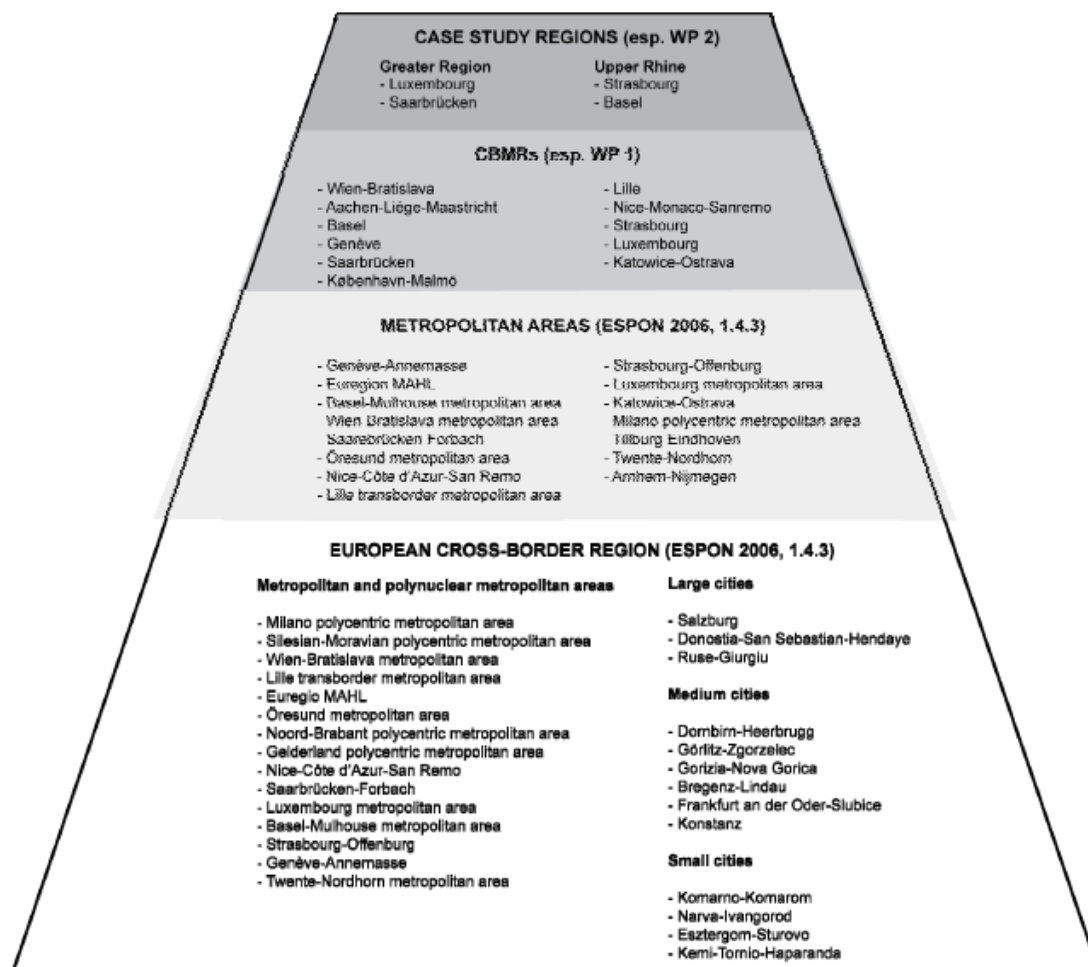 CASE STUDY REGIONS (esp. WP 2)
Greater Region
- Luxembourg
- Saarbrücken
Upper Rhine
- Strasbourg
- Basel
CBMRs (esp. WP 1)
- Wien-Bratislava
- Aachen-Liège-Maastricht
- Basel
- Genève
- Saarbrücken
- København-Malmö
- Lille
- Nice-Monaco-Sanremo
- Strasbourg
- Luxembourg
- Katowice-Ostrava
METROPOLITAN AREAS (ESPON 2006, 1.4.3)
- Genève-Annemasse
- Euregion MAHL
- Basel-Mulhouse metropolitan area
Wien Bratislava metropolitan area
Saarebrücken Forbach
- Öresund metropolitan area
- Nice-Côte d'Azur-San Remo
- Lille transborder metropolitan area
- Strasbourg-Offenburg
- Luxembourg metropolitan area
- Katowice-Ostrava
Milano polycentric metropolitan area
Tilburg Eindhoven
- Twente-Nordhorn
- Arnhem-Nijmegen
EUROPEAN CROSS-BORDER REGION (ESPON 2006, 1.4.3)
Metropolitan and polynuclear metropolitan areas
- Milano polycentric metropolitan area
- Silesian-Moravian polycentric metropolitan area
- Wien-Bratislava metropolitan area
- Lille transborder metropolitan area
- Euregio MAHL
- Öresund metropolitan area
- Noord-Brabant polycentric metropolitan area
- Gelderland polycentric metropolitan area
- Nice-Côte d'Azur-San Remo
- Saarbrücken-Forbach
- Luxembourg metropolitan area
- Basel-Mulhouse metropolitan area
- Strasbourg-Offenburg
- Genève-Annemasse
- Twente-Nordhorn metropolitan area
Large cities
- Salzburg
- Donostia-San Sebastian-Hendaye
- Ruse-Giurgiu
Medium cities
- Dornbirn-Heerbrugg
- Görlitz-Zgorzelec
- Gorizia-Nova Gorica
- Bregenz-Lindau
- Frankfurt an der Oder-Slubice
- Konstanz
Small cities
- Komarno-Komarom
- Narva-Ivangorod
- Esztergom-Sturovo
- Kemi-Tornio-Haparanda